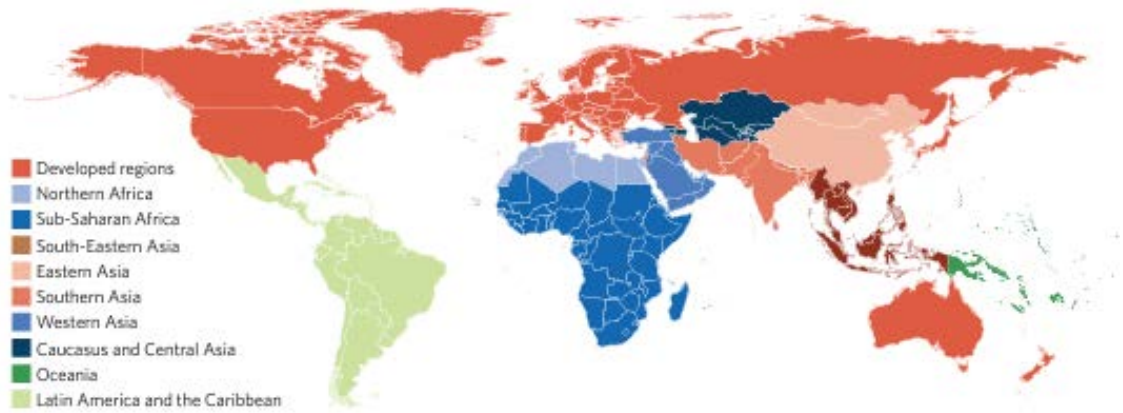 Developed regions
Northern Africa
Sub-Saharan Africa
South-Eastern Asia
Eastern Asia
Southern Asia
Western Asia
Caucasus and Central Asia
Oceania
Latin America and the Caribbean